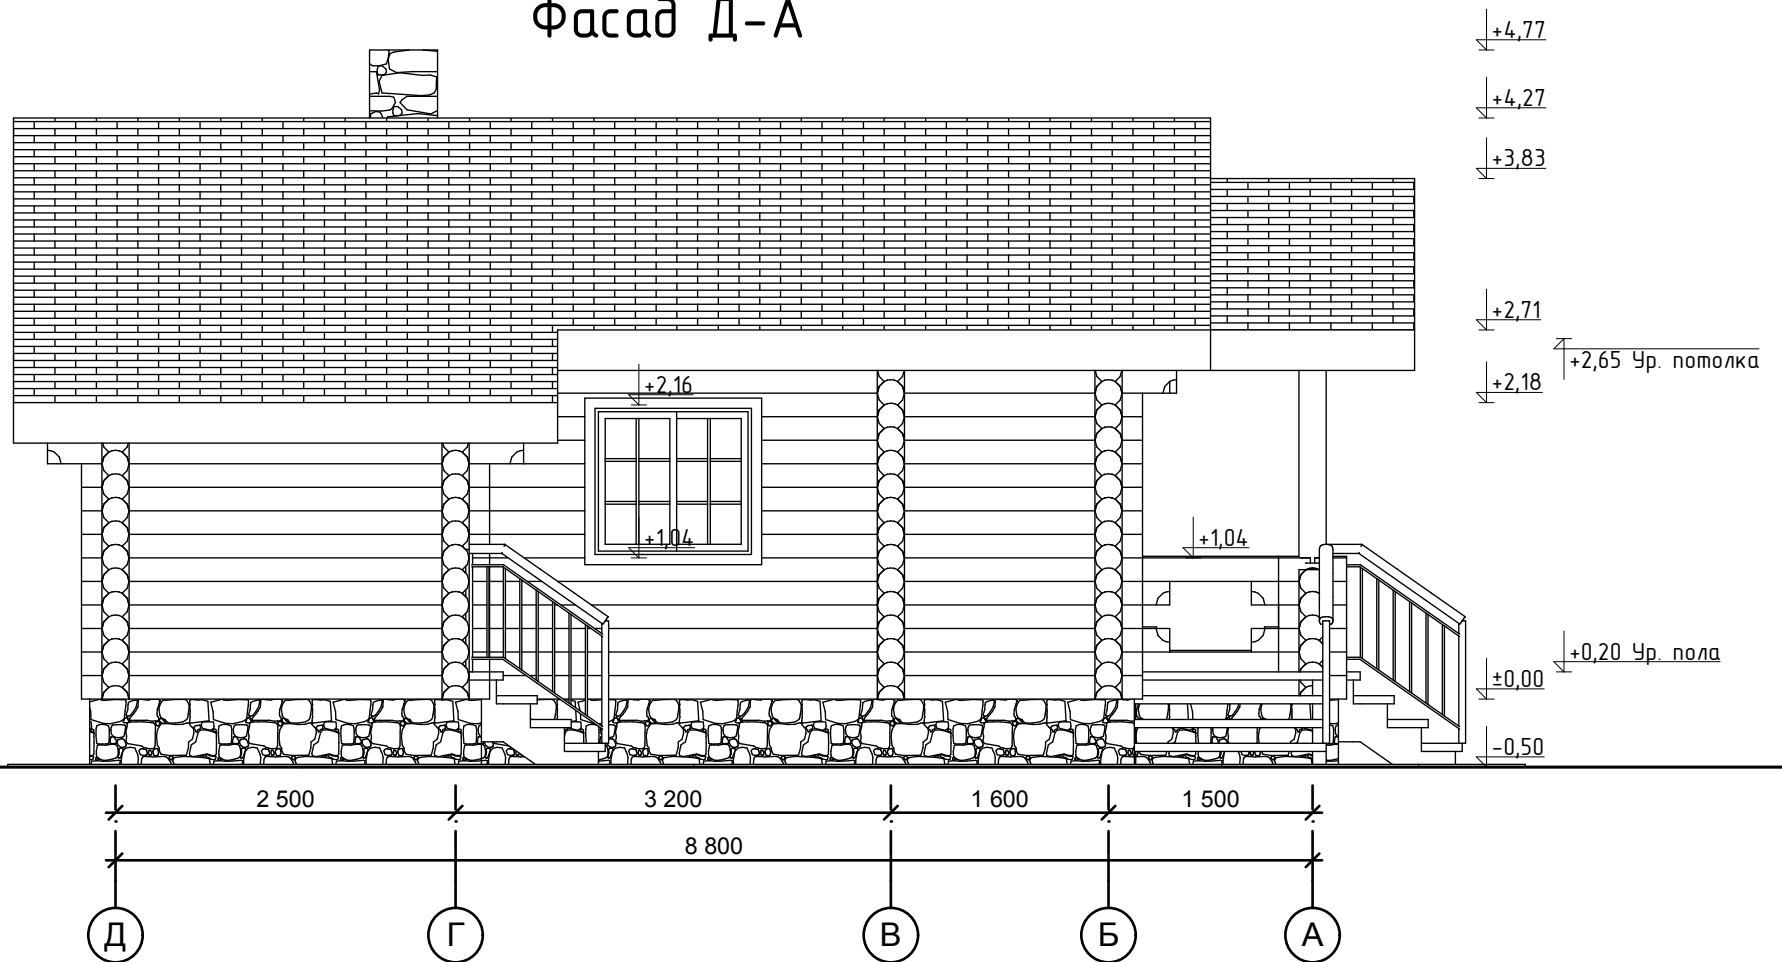 Фасад Д-А
+4,77
+4,27
+3,83
+2,71
+2,65 Ур. потолка
+2,18
+2,16
+1,04
+1,04
+0,20 Ур. пола
±0,00
-0,50
2 500
3 200
1 600
1 500
8 800
Д
Г
В
Б
А